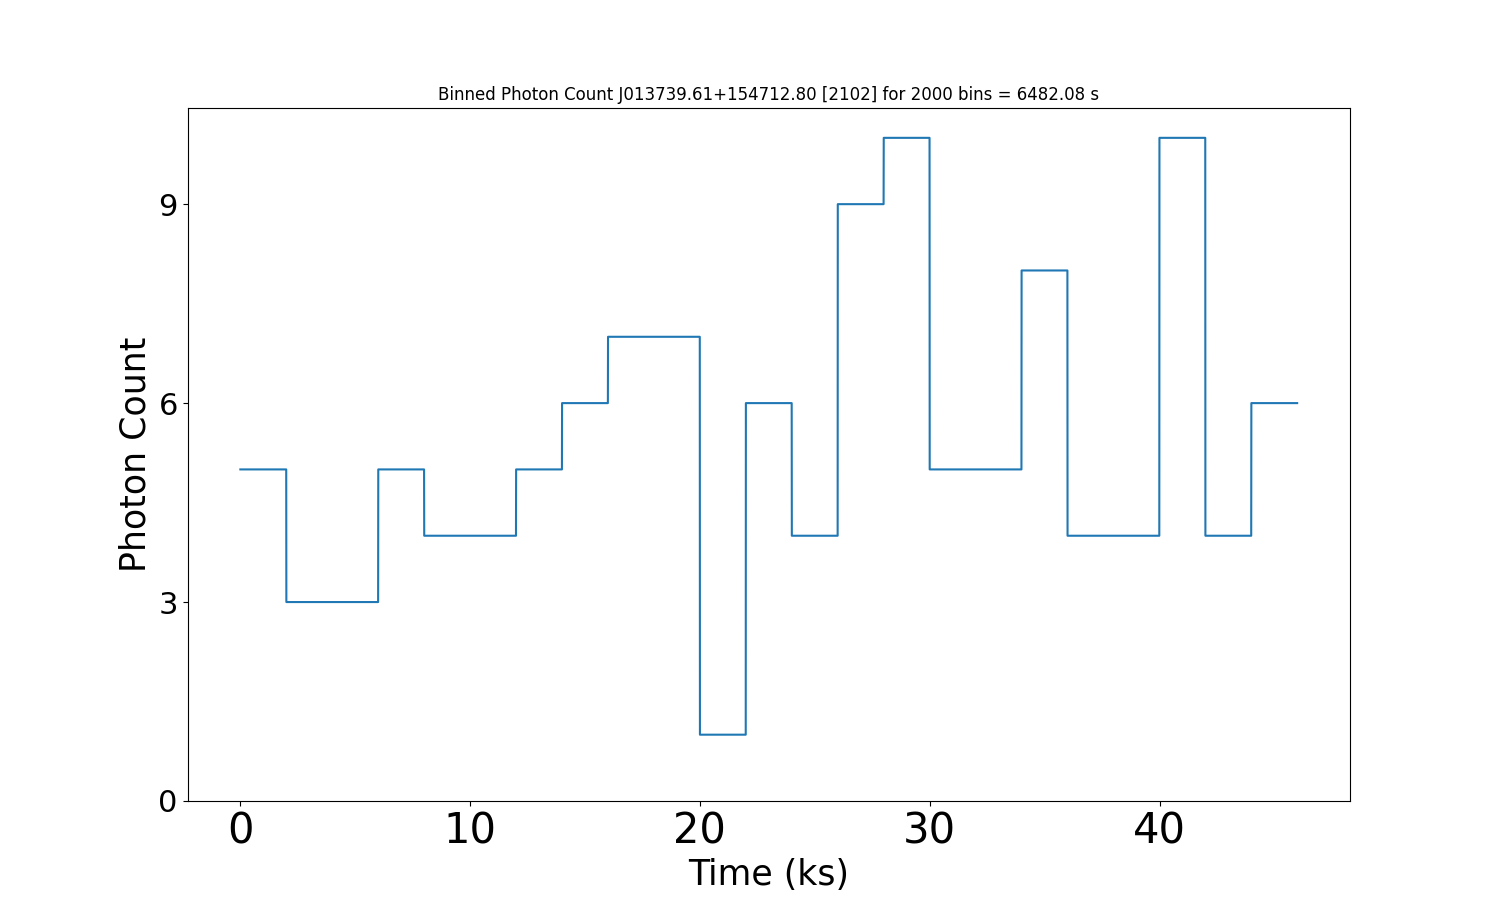 Binned Photon Count J013739.61+154712.80 [2102] for 2000 bins = 6482.08 s
9
6
3
0
Photon Count
0 10 20 30 40
Time (ks)